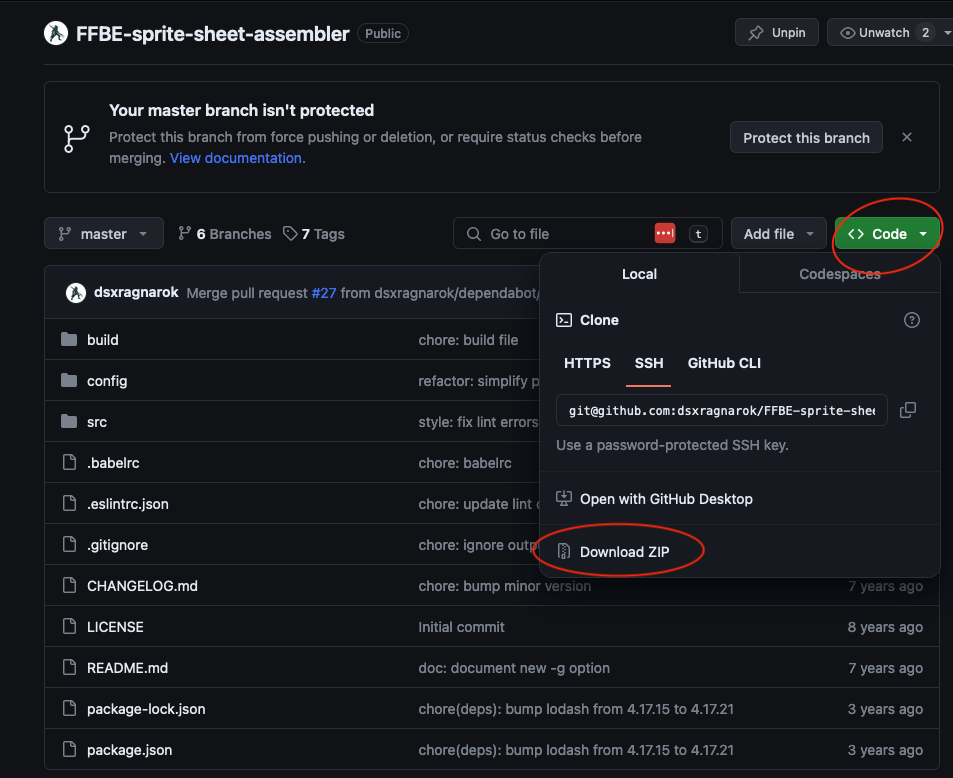 FFBE-sprite-sheet-assembler Public Unpin Unwatch 2
Your master branch isn't protected
Protect this branch from force pushing or deletion, or require status checks before
merging. View documentation.
Protect this branch
master 6 Branches 7 Tags Go to file t Add file Code
Local Codespaces
dsxragnarok Merge pull request #27 from dsxragnarok/dependabot/
Clone
build chore: build file
HTTPS SSH GitHub CLI
config refactor: simplify p
git@github.com:dsxragnarok/FFBE-sprite-shee
src style: fix lint errors
Use a password-protected SSH key.
.babelrc chore: babelrc
.eslintrc.json chore: update lint
Open with GitHub Desktop
.gitignore chore: ignore outp
Download ZIP
CHANGELOG.md chore: bump minor version 7 years ago
LICENSE Initial commit 8 years ago
README.md doc: document new -g option 7 years ago
package-lock.json chore(deps): bump lodash from 4.17.15 to 4.17.21 3 years ago
package.json chore(deps): bump lodash from 4.17.15 to 4.17.21 3 years ago